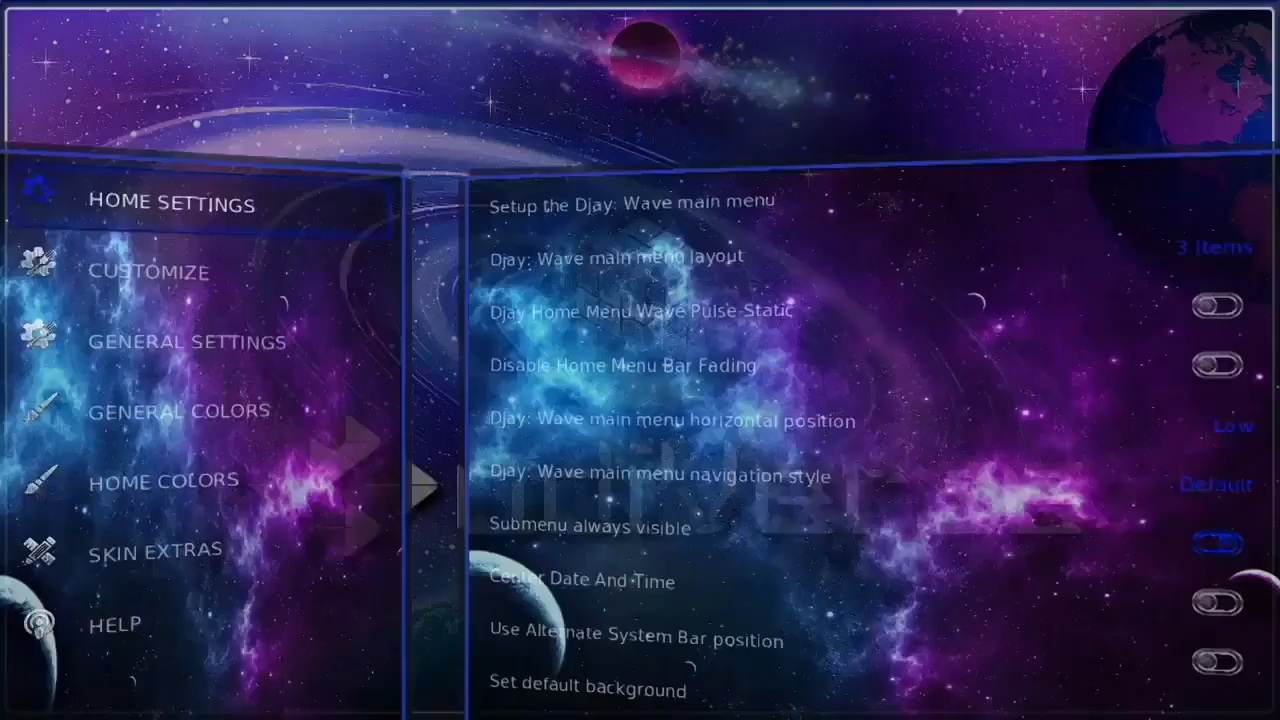 HOME SETTINGS
CUSTOMIZE
GENERAL SETTINGS
GENERAL COLORS
HOME COLORS
SKIN EXTRAS
HELP
Setup the Djay: Wave main menu
Djay: Wave main menu layout
3 Items
Djay Home Menu Wave Pulse-Static
Disable Home Menu Bar Fading
Djay: Wave main menu horizontal position
Low
Djay: Wave main menu navigation style
Default
Submenu always visible
Center Date And Time
Use Alternate System Bar position
Set default background